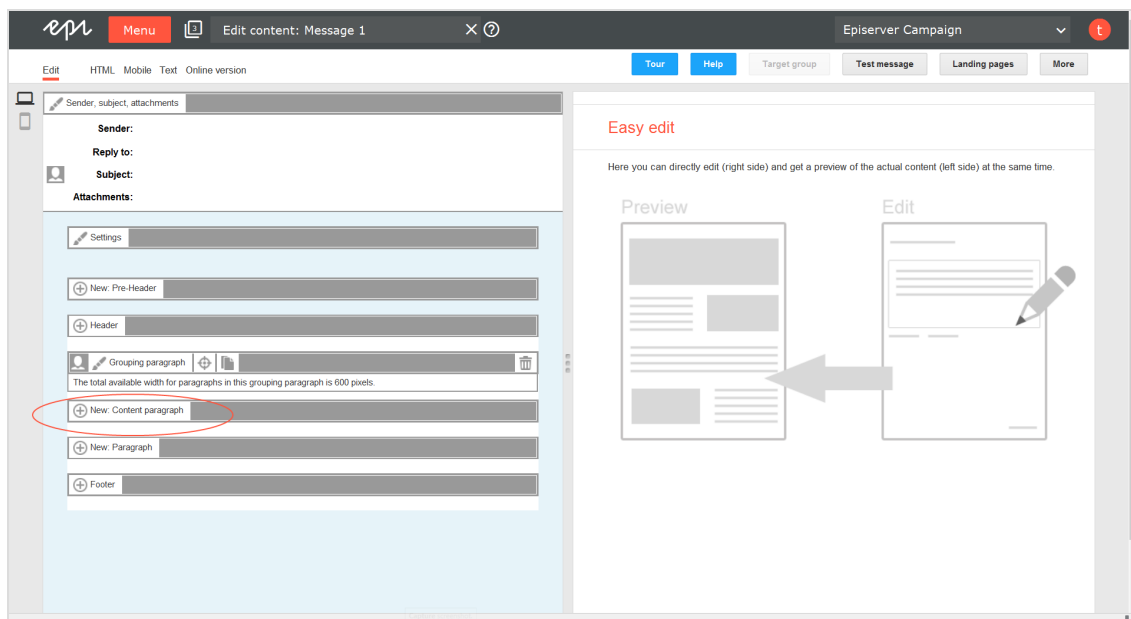 epi Menu 3 Edit content: Message 1 Episerver Campaign t
Edit HTML Mobile Text Online version Tour Help Target group Test message Landing pages More
Sender, subject, attachments
Sender:
Reply to:
Subject:
Attachments:
Settings
New: Pre-Header
Header
Grouping paragraph
The total available width for paragraphs in this grouping paragraph is 600 pixels.
New: Content paragraph
New: Paragraph
Footer
Easy edit
Here you can directly edit (right side) and get a preview of the actual content (left side) at the same time.
Preview Edit